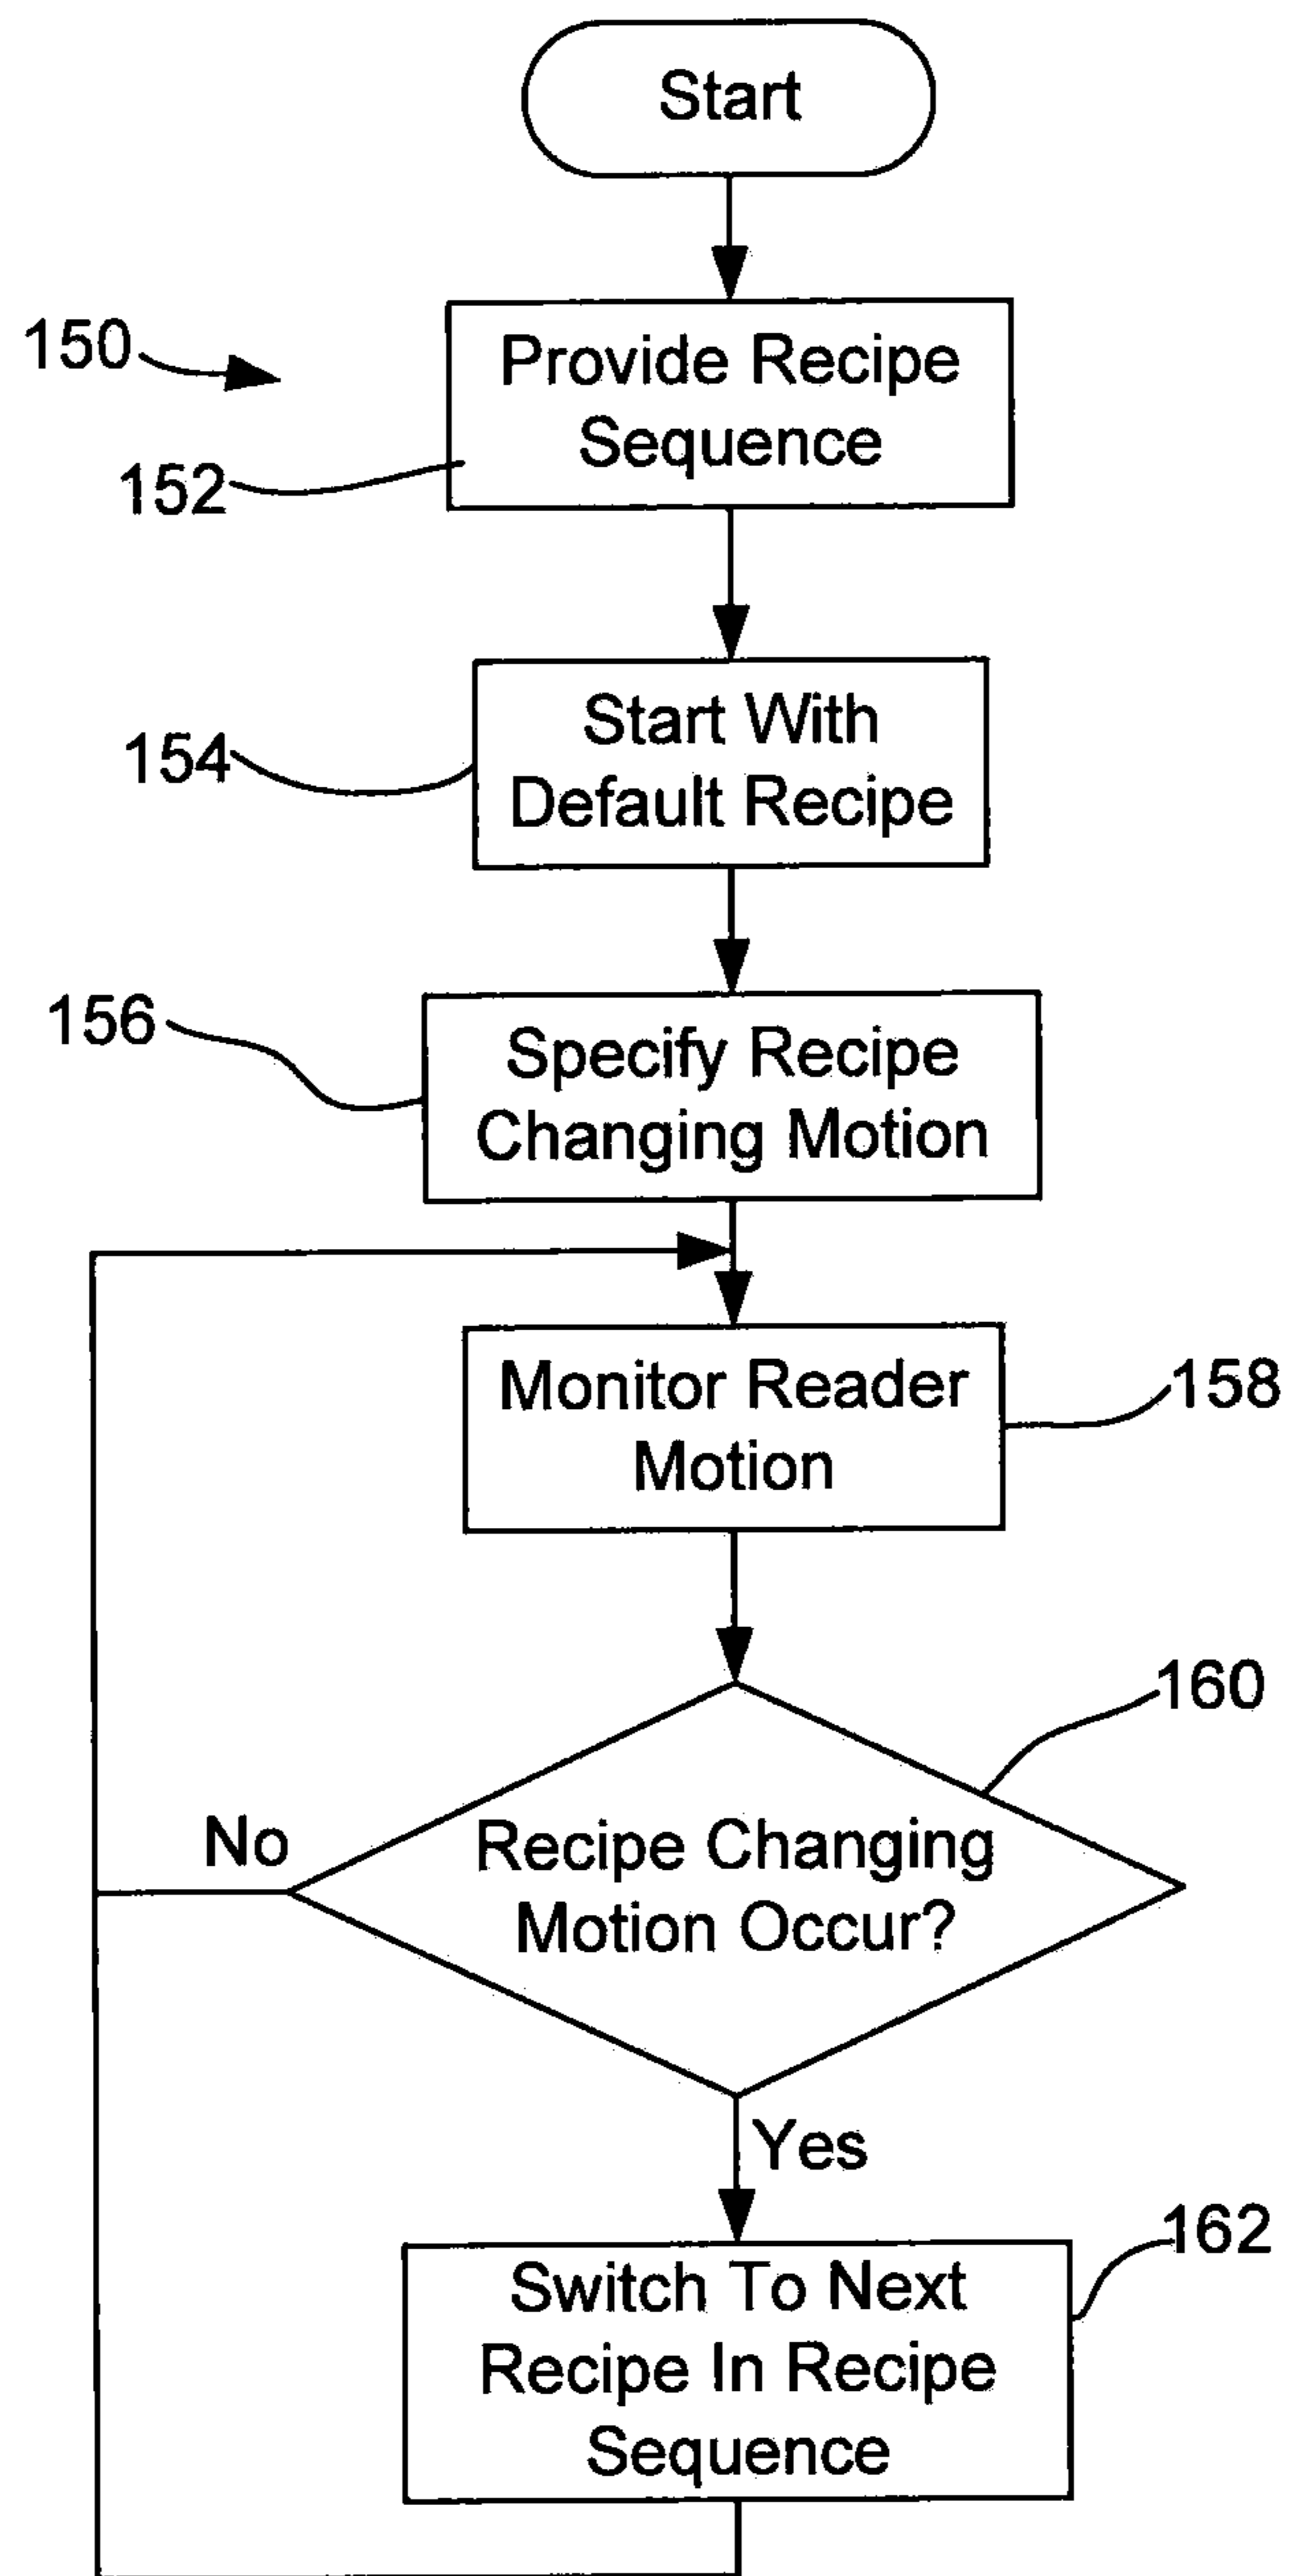 Start
150
Provide Recipe
Sequence
152
Start With
Default Recipe
154
156
Specify Recipe
Changing Motion
Monitor Reader
Motion
158
160
No
Recipe Changing
Motion Occur?
Yes
162
Switch To Next
Recipe In Recipe
Sequence